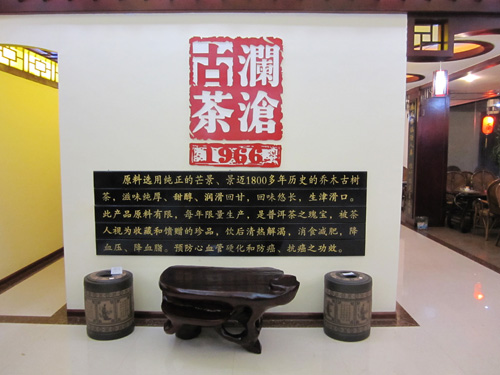 澜沧
古茶
1966
原料选用纯正的芒景、景迈1800多年历史的乔木古树
茶，滋味纯厚、甜醇、润滑回甘，回味悠长，生津滑口。
此产品原料有限，每年限量生产，是普洱茶之瑰宝，被茶
人视为收藏和馈赠的珍品，饮后清热解渴、消食减肥，降
血压、降血脂。预防心血管硬化和防癌、抗癌之功效。